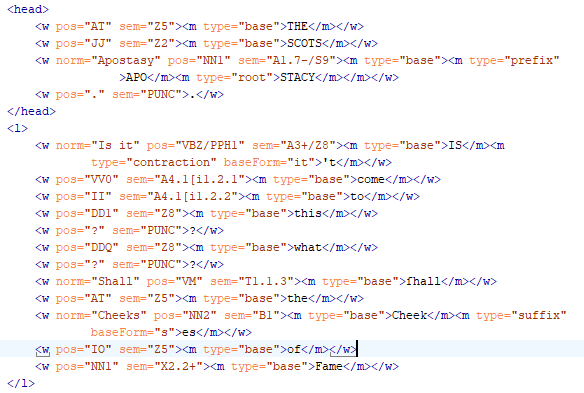 <head>
<w pos="AT" sem="Z5"><m type="base">THE</m></w>
<w pos="JJ" sem="Z2"><m type="base">SCOTS</m></w>
<w norm="Apostasy" pos="NN1" sem="A1.7-/S9"><m type="base"><m type="prefix"
>APO</m><m type="root">STACY</m></m></w>
<w pos="." sem="PUNC">.</w>
</head>
<l>
<w norm="Is it" pos="VBZ/PPH1" sem="A3+/Z8"><m type="base">IS</m><m
type="contraction" baseForm="it">'t</m></w>
<w pos="VV0" sem="A4.1[i1.2.1"><m type="base">come</m></w>
<w pos="II" sem="A4.1[i1.2.2"><m type="base">to</m></w>
<w pos="DD1" sem="Z8"><m type="base">this</m></w>
<w pos="?" sem="PUNC">?</w>
<w pos="DDQ" sem="Z8"><m type="base">what</m></w>
<w pos="?" sem="PUNC">?</w>
<w norm="Shall" pos="VM" sem="T1.1.3"><m type="base">ſhall</m></w>
<w pos="AT" sem="Z5"><m type="base">the</m></w>
<w norm="Cheeks" pos="NN2" sem="B1"><m type="base">Cheek</m><m type="suffix"
baseForm="s">es</m></w>
<w pos="IO" sem="Z5"><m type="base">of</m></w>
<w pos="NN1" sem="X2.2+"><m type="base">Fame</m></w>
</l>